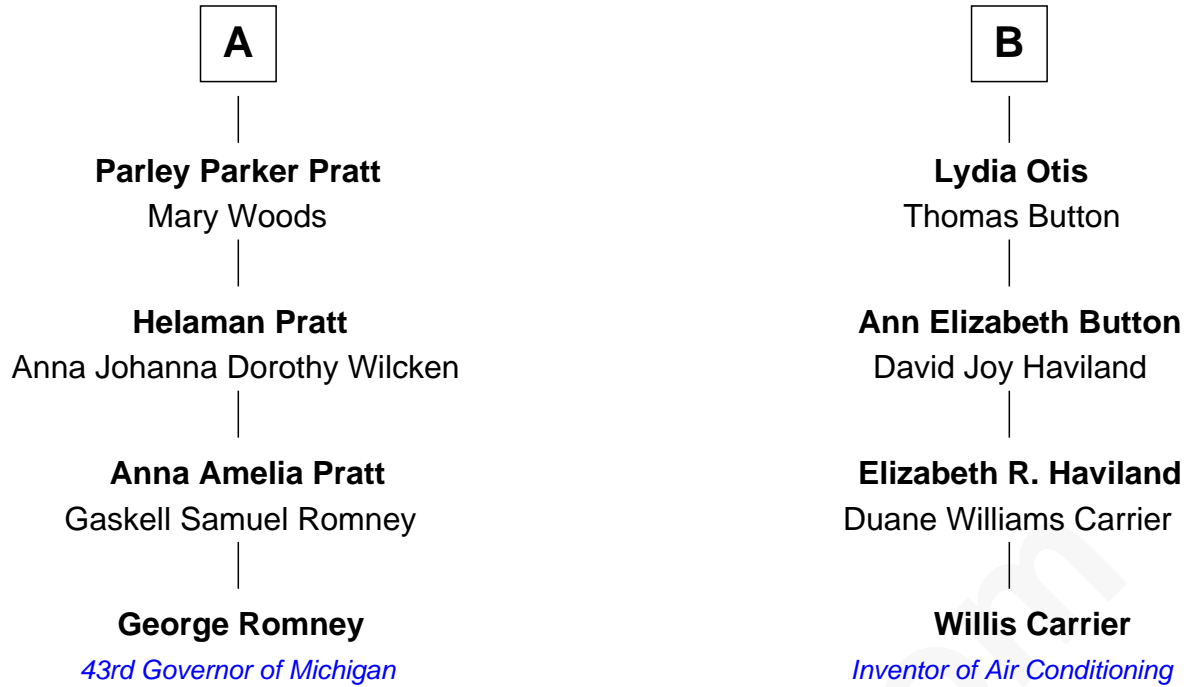 A
Parley Parker Pratt
Mary Woods
Helaman Pratt
Anna Johanna Dorothy Wilcken
Anna Amelia Pratt
Gaskell Samuel Romney
George Romney
43rd Governor of Michigan
B
Lydia Otis
Thomas Button
Ann Elizabeth Button
David Joy Haviland
Elizabeth R. Haviland
Duane Williams Carrier
Willis Carrier
Inventor of Air Conditioning